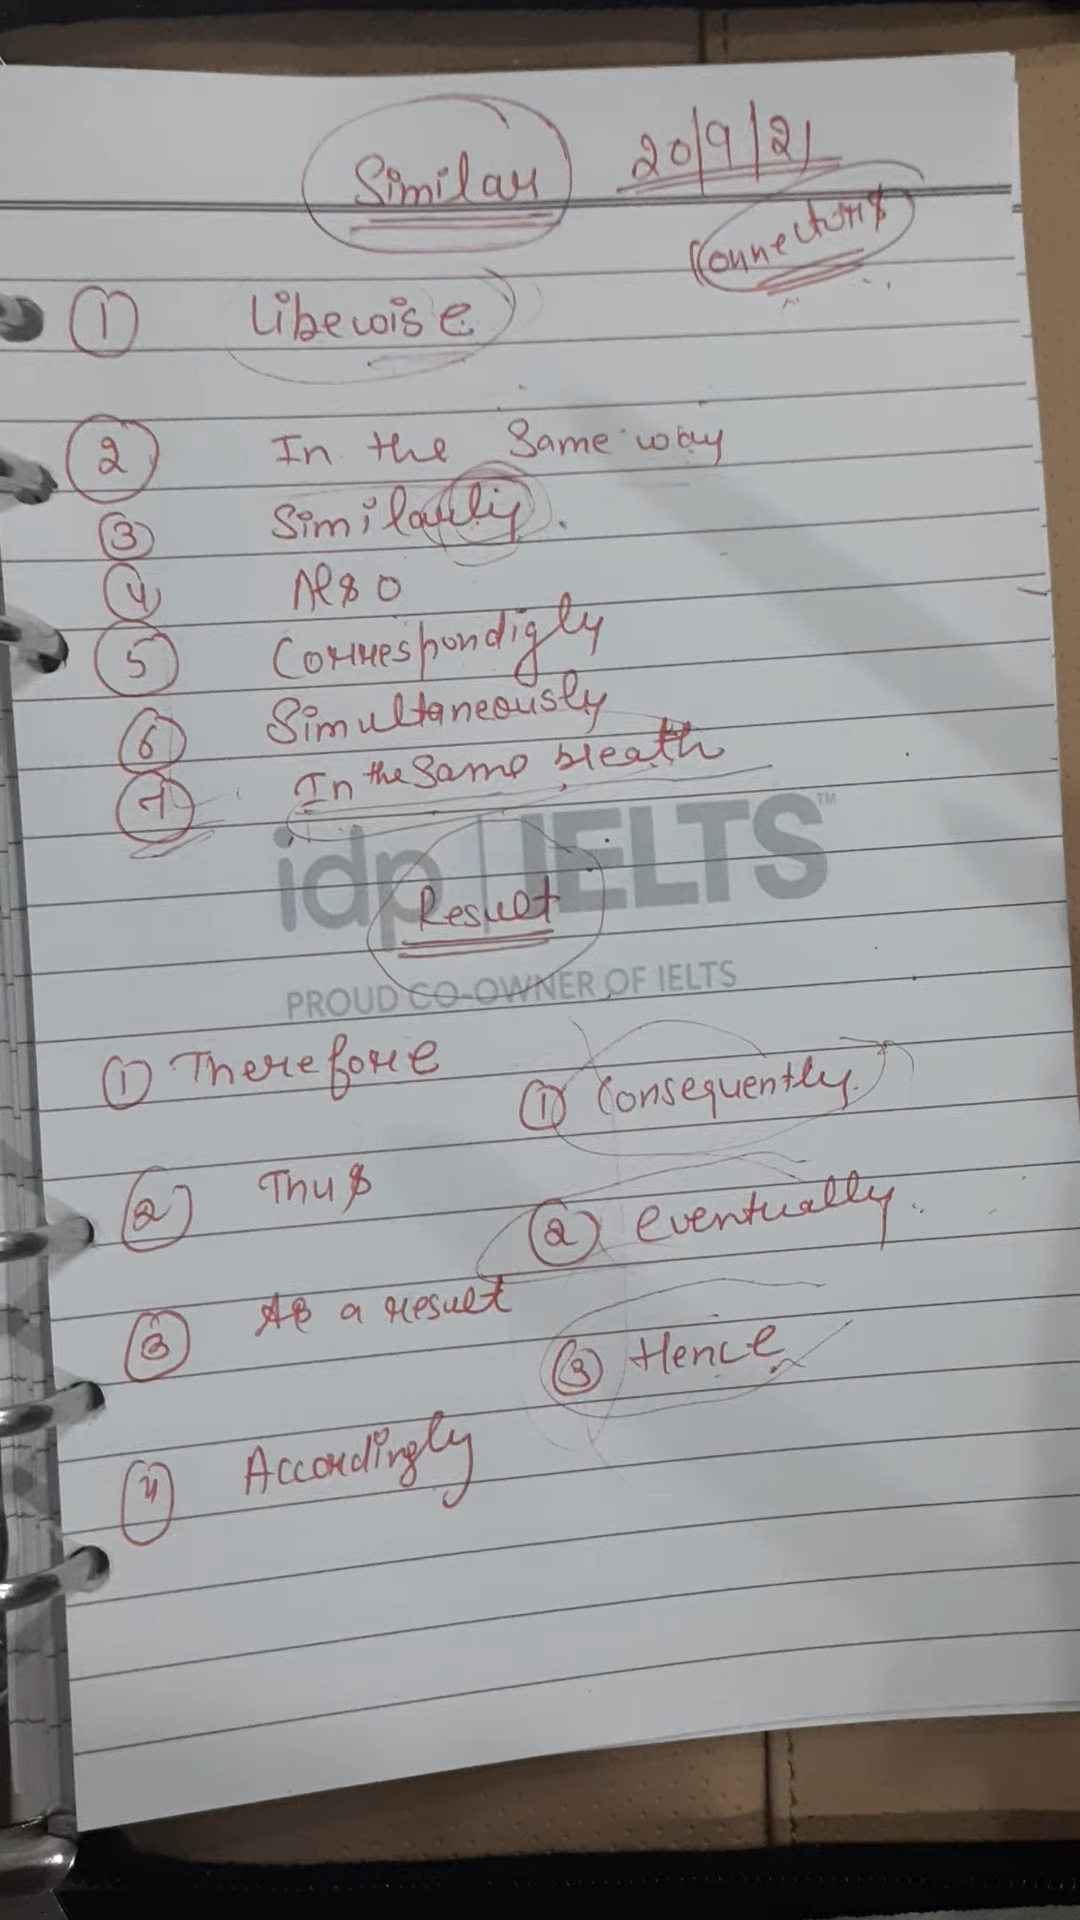 Similar 20/9/21
Connectors
1 Likewise
2 In the same way
3 Similarly.
4 Also
5 Correspondigly
6 Simultaneously
7 In the same breath
idp IELTS™
Result
PROUD CO-OWNER OF IELTS
1 Therefore
1 Consequently.
2 Thus
2 eventually.
3 As a result
3 Hence
4 Accordingly